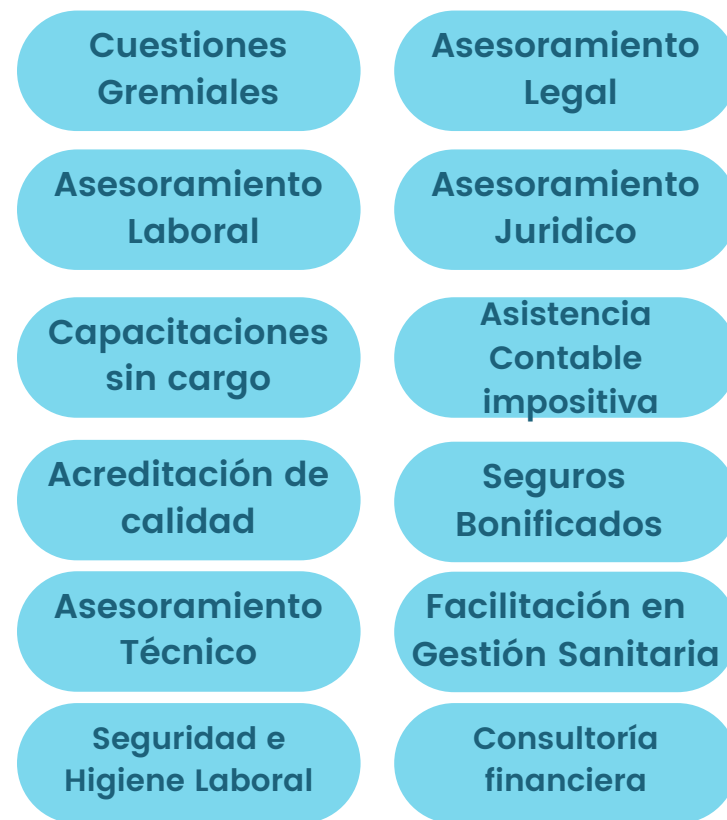 Cuestiones
Gremiales
Asesoramiento
Legal
Asesoramiento
Laboral
Asesoramiento
Juridico
Capacitaciones
sin cargo
Asistencia
Contable
impositiva
Acreditación de
calidad
Seguros
Bonificados
Asesoramiento
Técnico
Facilitación en
Gestión Sanitaria
Seguridad e
Higiene Laboral
Consultoría
financiera